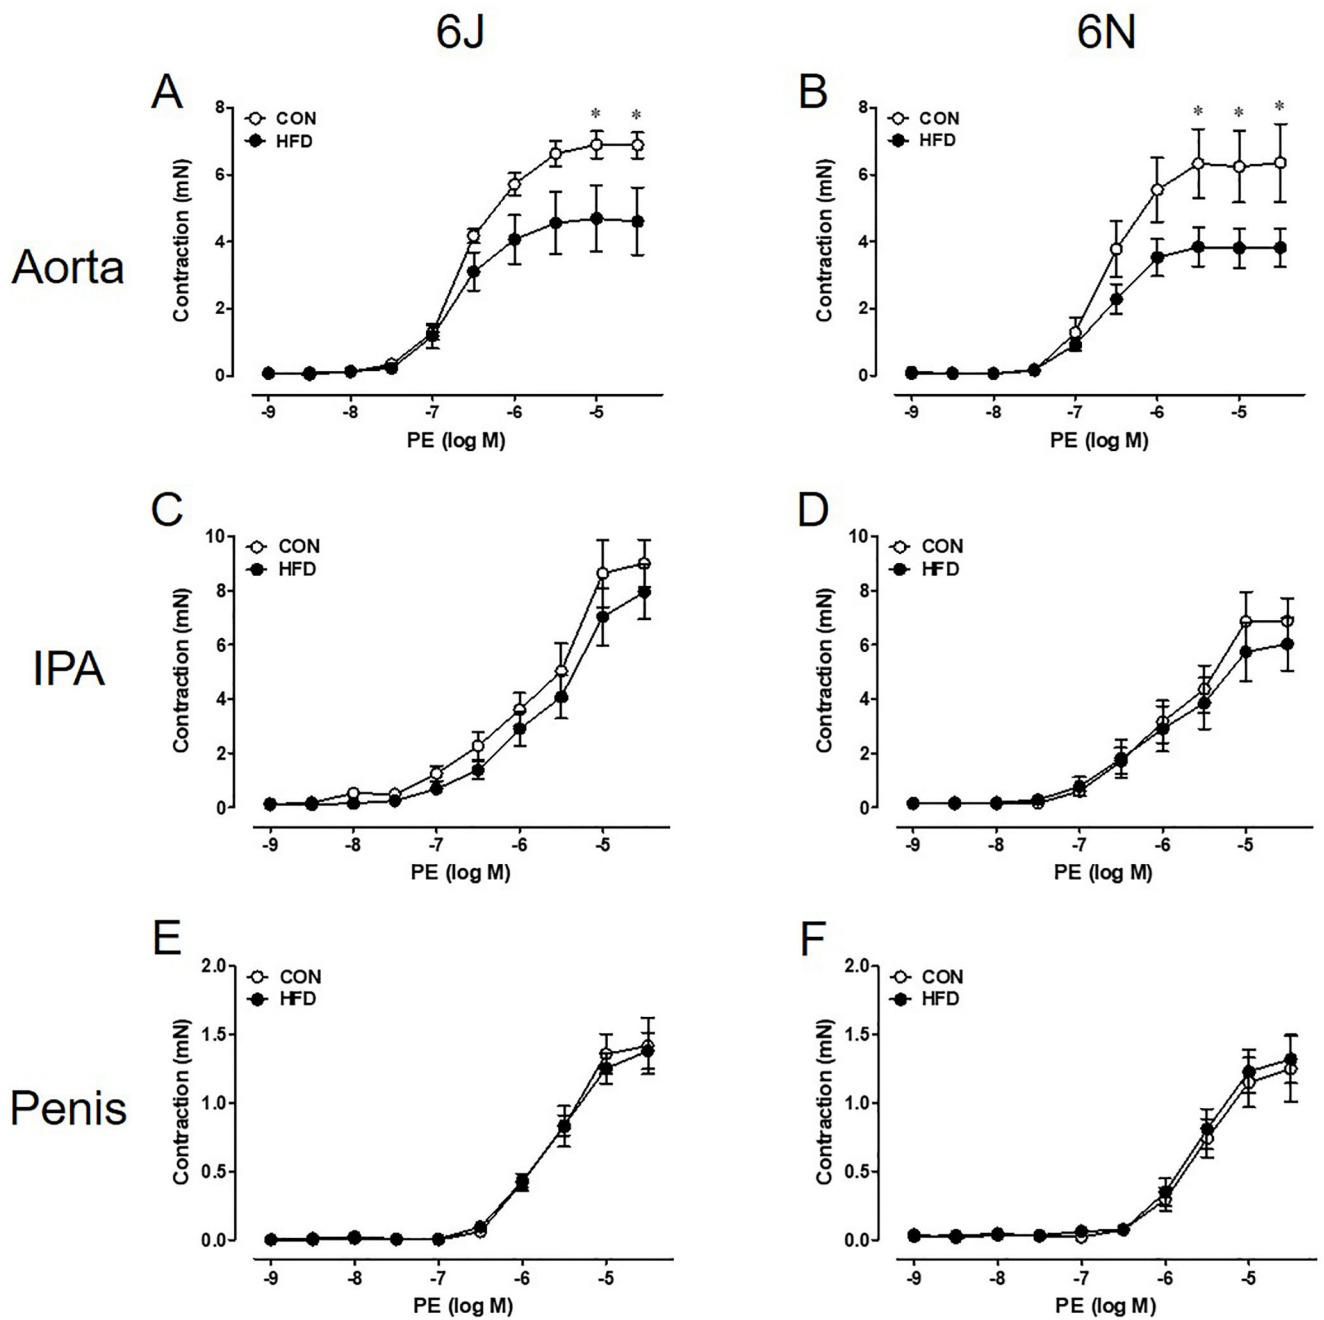 6J
6N
A
8
6
4
2
0
CON
HFD
* *
Contraction (mN)
-9 -8 -7 -6 -5
PE (log M)
B
8
6
4
2
0
CON
HFD
* * *
Contraction (mN)
-9 -8 -7 -6 -5
PE (log M)
Aorta
C
10
8
6
4
2
0
CON
HFD
Contraction (mN)
-9 -8 -7 -6 -5
PE (log M)
D
10
8
6
4
2
0
CON
HFD
Contraction (mN)
-9 -8 -7 -6 -5
PE (log M)
IPA
E
2.0
1.5
1.0
0.5
0.0
CON
HFD
Contraction (mN)
-9 -8 -7 -6 -5
PE (log M)
F
2.0
1.5
1.0
0.5
0.0
CON
HFD
Contraction (mN)
-9 -8 -7 -6 -5
PE (log M)
Penis